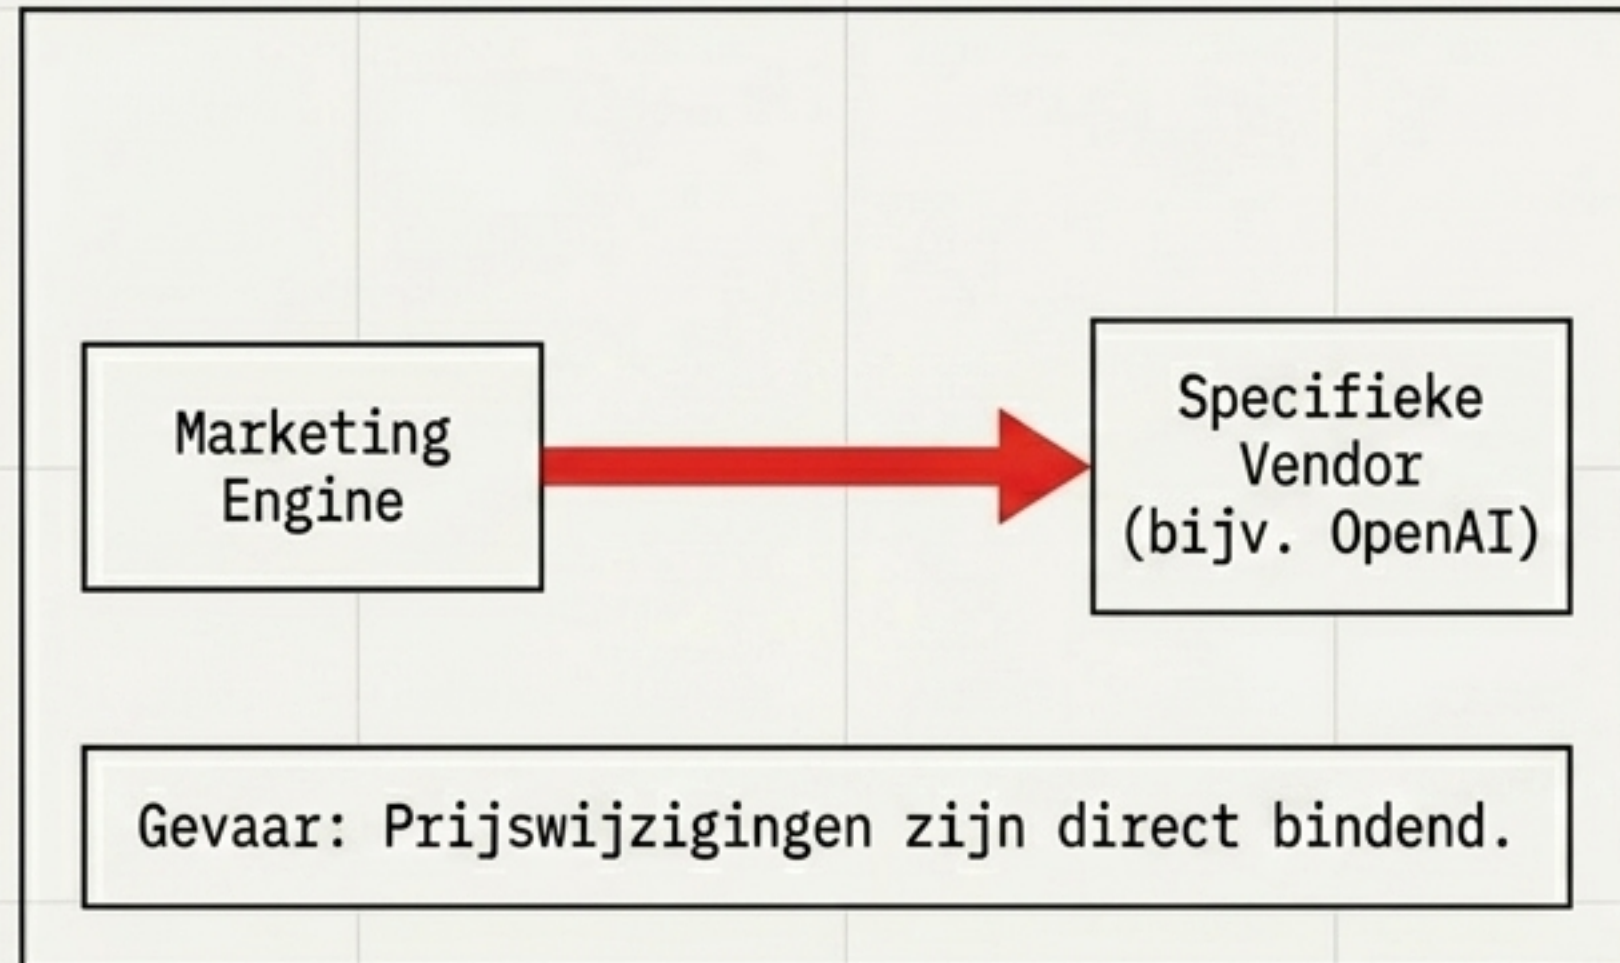 Marketing
Engine
Specifieke
Vendor
(bijv. OpenAI)
Gevaar: Prijswijzigingen zijn direct bindend.